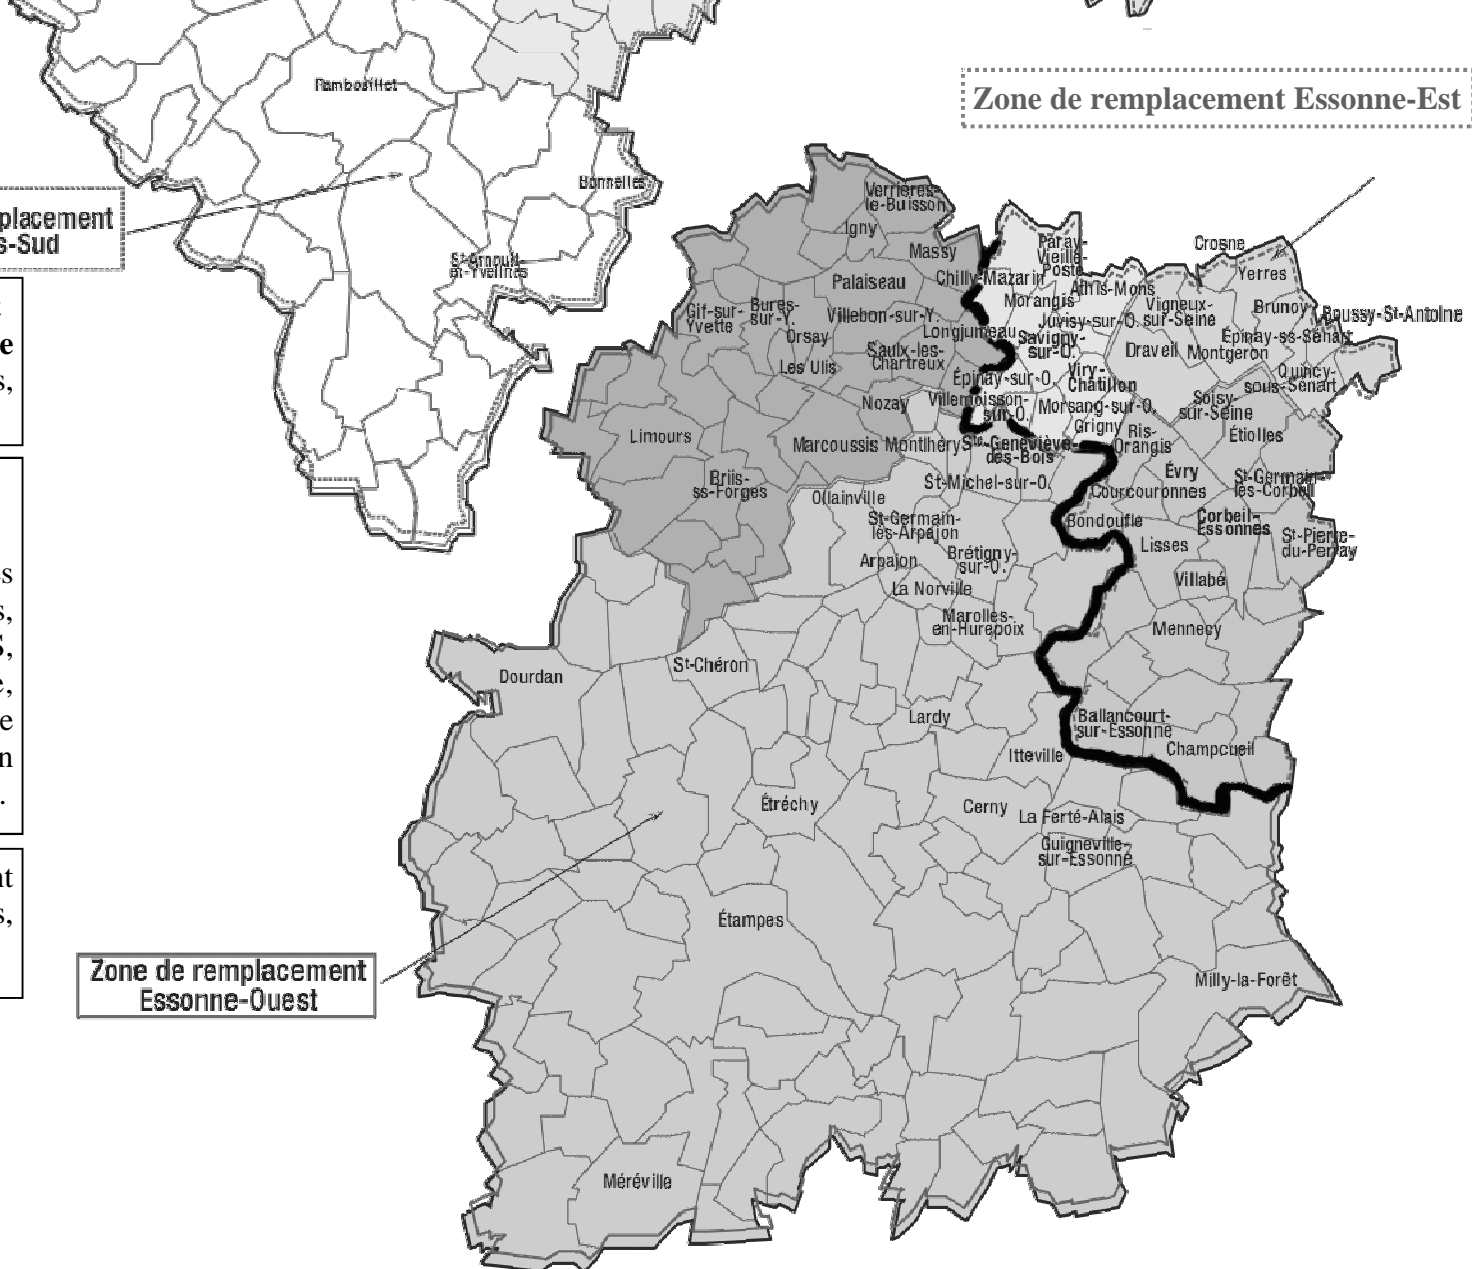 Rambouillet
Zone de remplacement Essonne-Est
Bonnelles
placement
s-Sud
St-Arnoult-
en-Yvelines
e
s,
es
s,
S,
e,
e
n
.
nt
s,
Verrières-
le-Buisson
Igny
Massy
Palaiseau
Chilly-Mazarin
Paray-
Vieille-
Poste
Athis-Mons
Crosne
Yerres
Morangis
Vigneux-
sur-Seine
Brunoy
Boussy-St-Antoine
Gif-sur-
Yvette
Bures-
sur-Y.
Villebon-sur-Y.
Juvisy-sur-O.
Orsay
Longjumeau
Savigny-
sur-O.
Draveil
Montgeron
Épinay-ss-Sénart
Saulx-les-
Chartreux
Les Ulis
Épinay-sur-O.
Viry-
Châtillon
Quincy-
sous-Sénart
Nozay
Villemoisson-
sur-O.
Morsang-sur-O.
Soisy-
sur-Seine
Grigny
Ris-
Orangis
Étiolles
Limours
Marcoussis
Montlhéry
Ste-Geneviève-
des-Bois
Briis-
ss-Forges
St-Michel-sur-O.
Évry
St-Germain-
lès-Corbeil
Ollainville
Courcouronnes
St-Germain-
lès-Arpajon
Bondoufle
Corbeil-
Essonnes
Lisses
St-Pierre-
du-Perray
Arpajon
Brétigny-
sur-O.
Villabé
La Norville
Marolles-
en-Hurepoix
Mennecy
St-Chéron
Dourdan
Lardy
Ballancourt-
sur-Essonne
Itteville
Champcueil
Étréchy
Cerny
La Ferté-Alais
Guigneville-
sur-Essonne
Étampes
Zone de remplacement
Essonne-Ouest
Milly-la-Forêt
Méréville